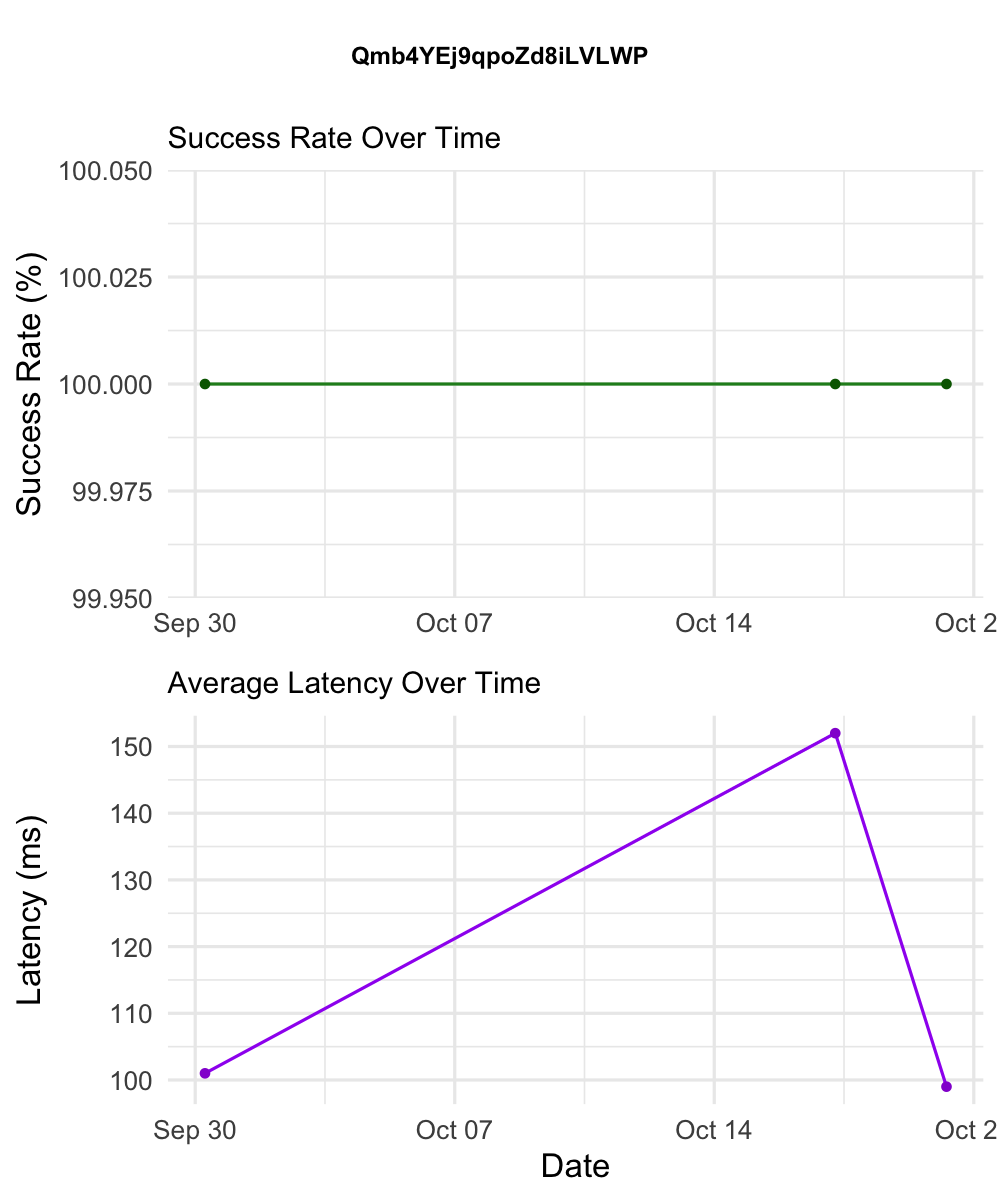 Qmb4YEj9qpoZd8iLVLWP
Success Rate Over Time
Success Rate (%)
100.050
100.025
100.000
99.975
99.950
Sep 30 Oct 07 Oct 14 Oct 2
Average Latency Over Time
Latency (ms)
150
140
130
120
110
100
Sep 30 Oct 07 Oct 14 Oct 2
Date